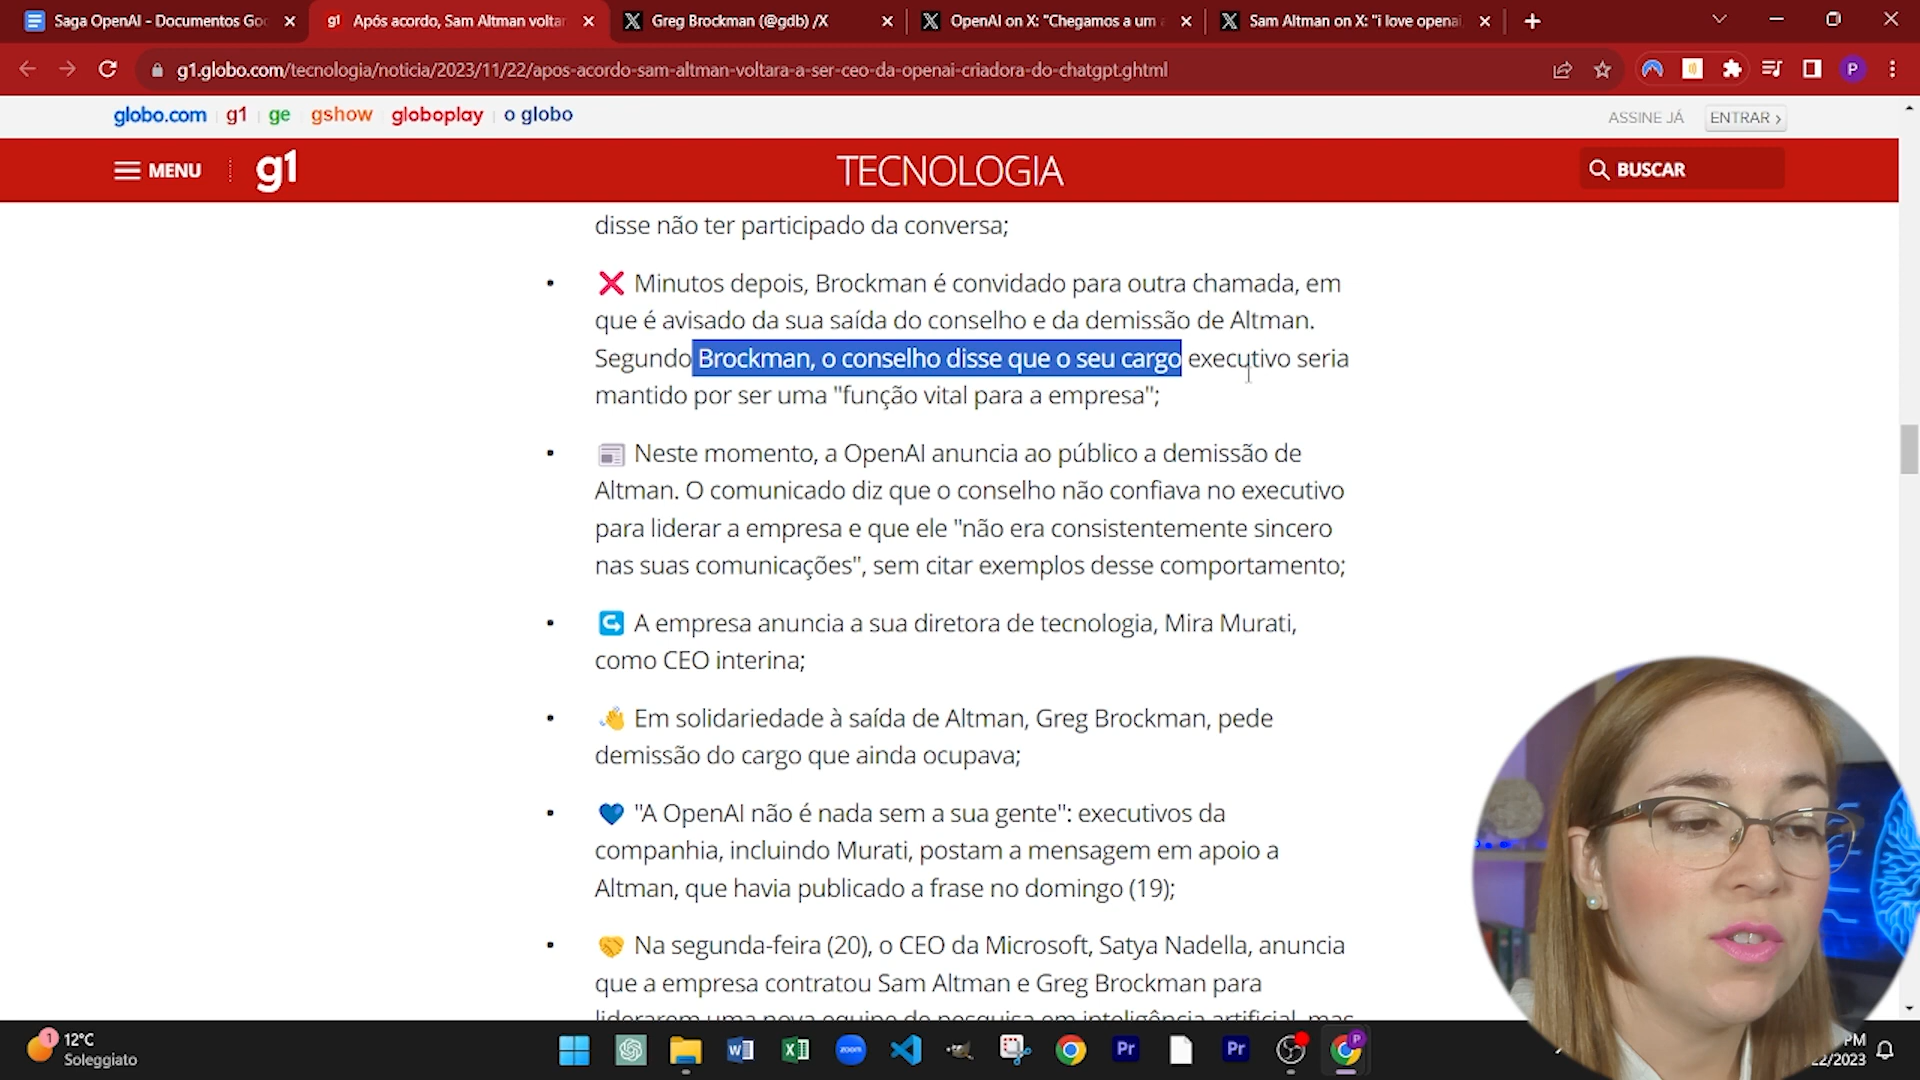 Saga OpenAI - Documentos Goo
Após acordo, Sam Altman voltar
Greg Brockman (@gdb) /X
OpenAI on X: "Chegamos a um a
Sam Altman on X: "i love openai,
g1.globo.com/tecnologia/noticia/2023/11/22/apos-acordo-sam-altman-voltara-a-ser-ceo-da-openai-criadora-do-chatgpt.ghtml
P
globo.com g1 ge gshow globoplay o globo
ASSINE JÁ ENTRAR
MENU g1 TECNOLOGIA BUSCAR
disse não ter participado da conversa;
• ❌ Minutos depois, Brockman é convidado para outra chamada, em
que é avisado da sua saída do conselho e da demissão de Altman.
Segundo Brockman, o conselho disse que o seu cargo executivo seria
mantido por ser uma "função vital para a empresa";
• 📰 Neste momento, a OpenAI anuncia ao público a demissão de
Altman. O comunicado diz que o conselho não confiava no executivo
para liderar a empresa e que ele "não era consistentemente sincero
nas suas comunicações", sem citar exemplos desse comportamento;
• ↪️ A empresa anuncia a sua diretora de tecnologia, Mira Murati,
como CEO interina;
• 👋 Em solidariedade à saída de Altman, Greg Brockman, pede
demissão do cargo que ainda ocupava;
• 💙 "A OpenAI não é nada sem a sua gente": executivos da
companhia, incluindo Murati, postam a mensagem em apoio a
Altman, que havia publicado a frase no domingo (19);
• 🤝 Na segunda-feira (20), o CEO da Microsoft, Satya Nadella, anuncia
que a empresa contratou Sam Altman e Greg Brockman para
liderarem uma nova equipe de pesquisa em inteligência artificial, mas
1
12°C
Soleggiato
zoom
Pr
Pr
P
PM
22/2023